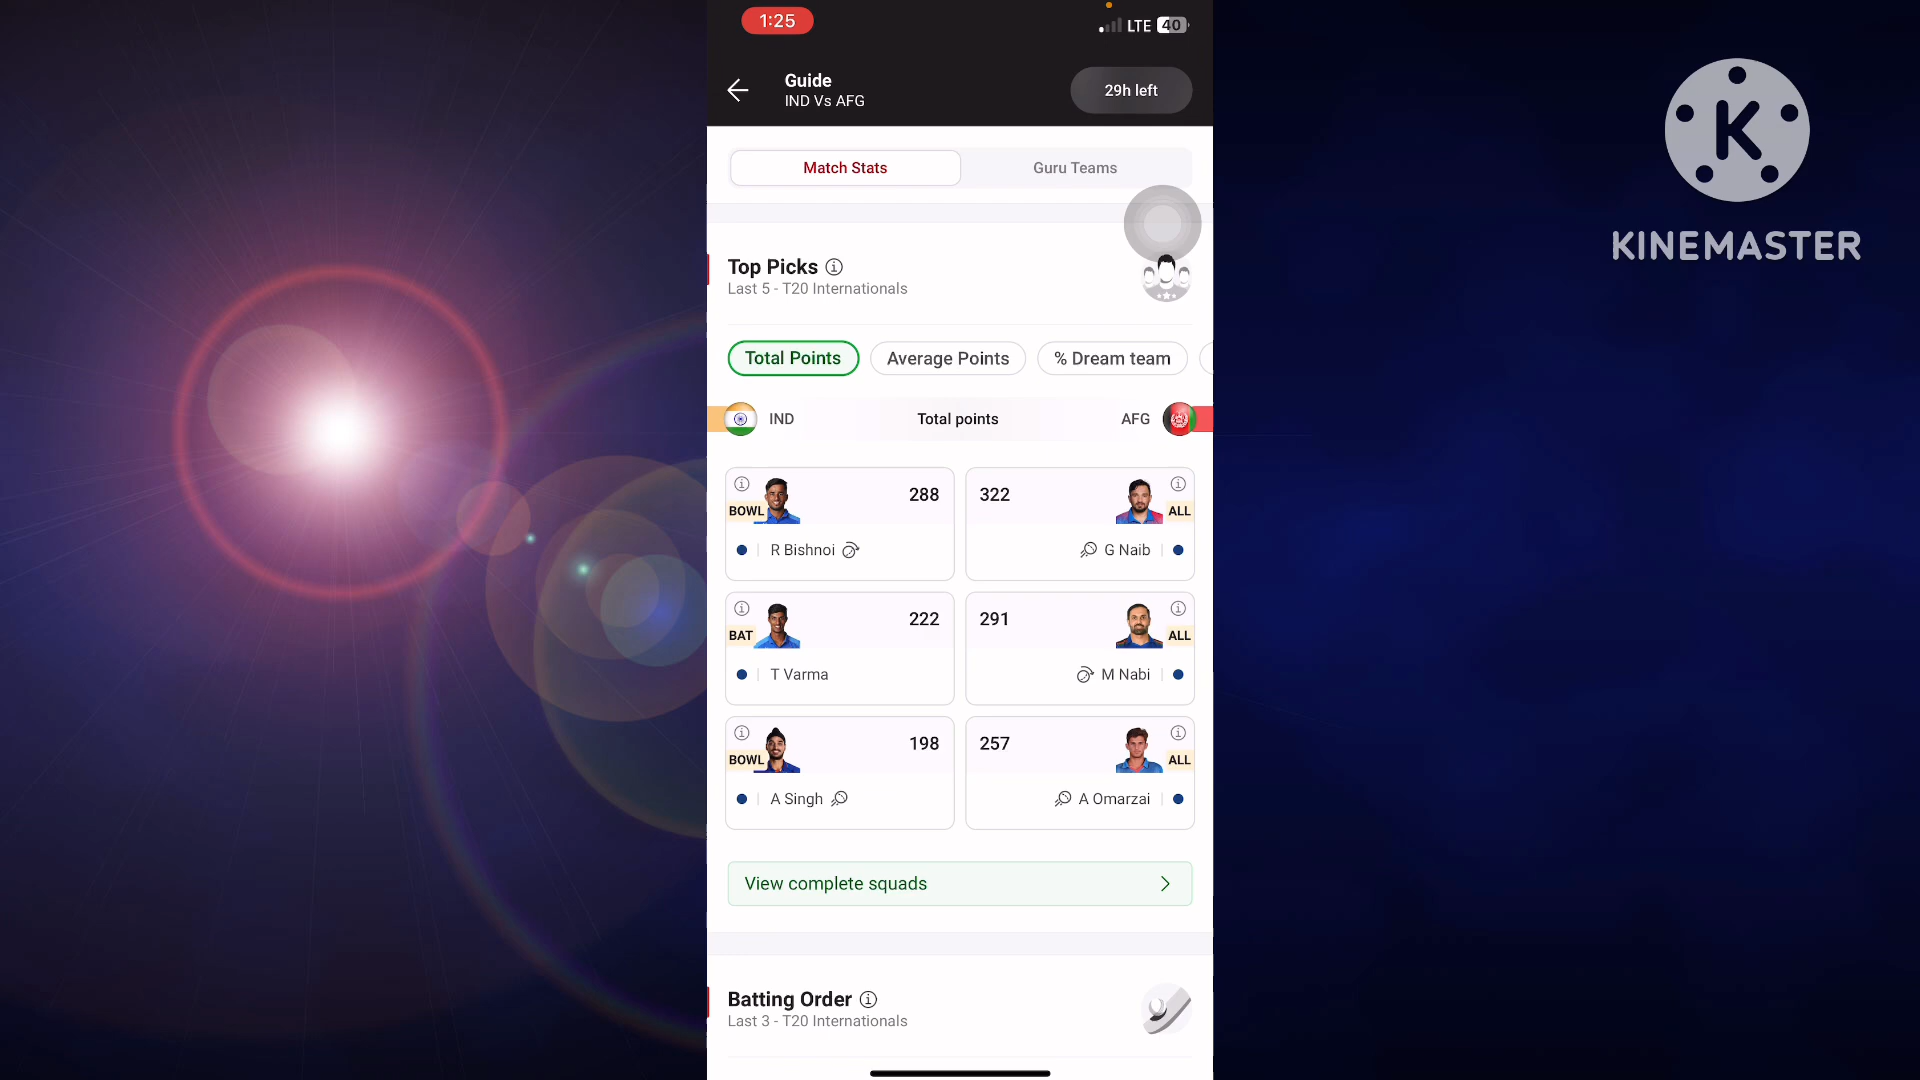 1:25
LTE 40
Guide
IND Vs AFG
29h left
Match Stats
Guru Teams
Top Picks
Last 5 - T20 Internationals
Total Points
Average Points
% Dream team
IND
Total points
AFG
BOWL
288
R Bishnoi
322
ALL
G Naib
BAT
222
T Varma
291
ALL
M Nabi
BOWL
198
A Singh
257
ALL
A Omarzai
View complete squads
Batting Order
Last 3 - T20 Internationals
K
KINEMASTER